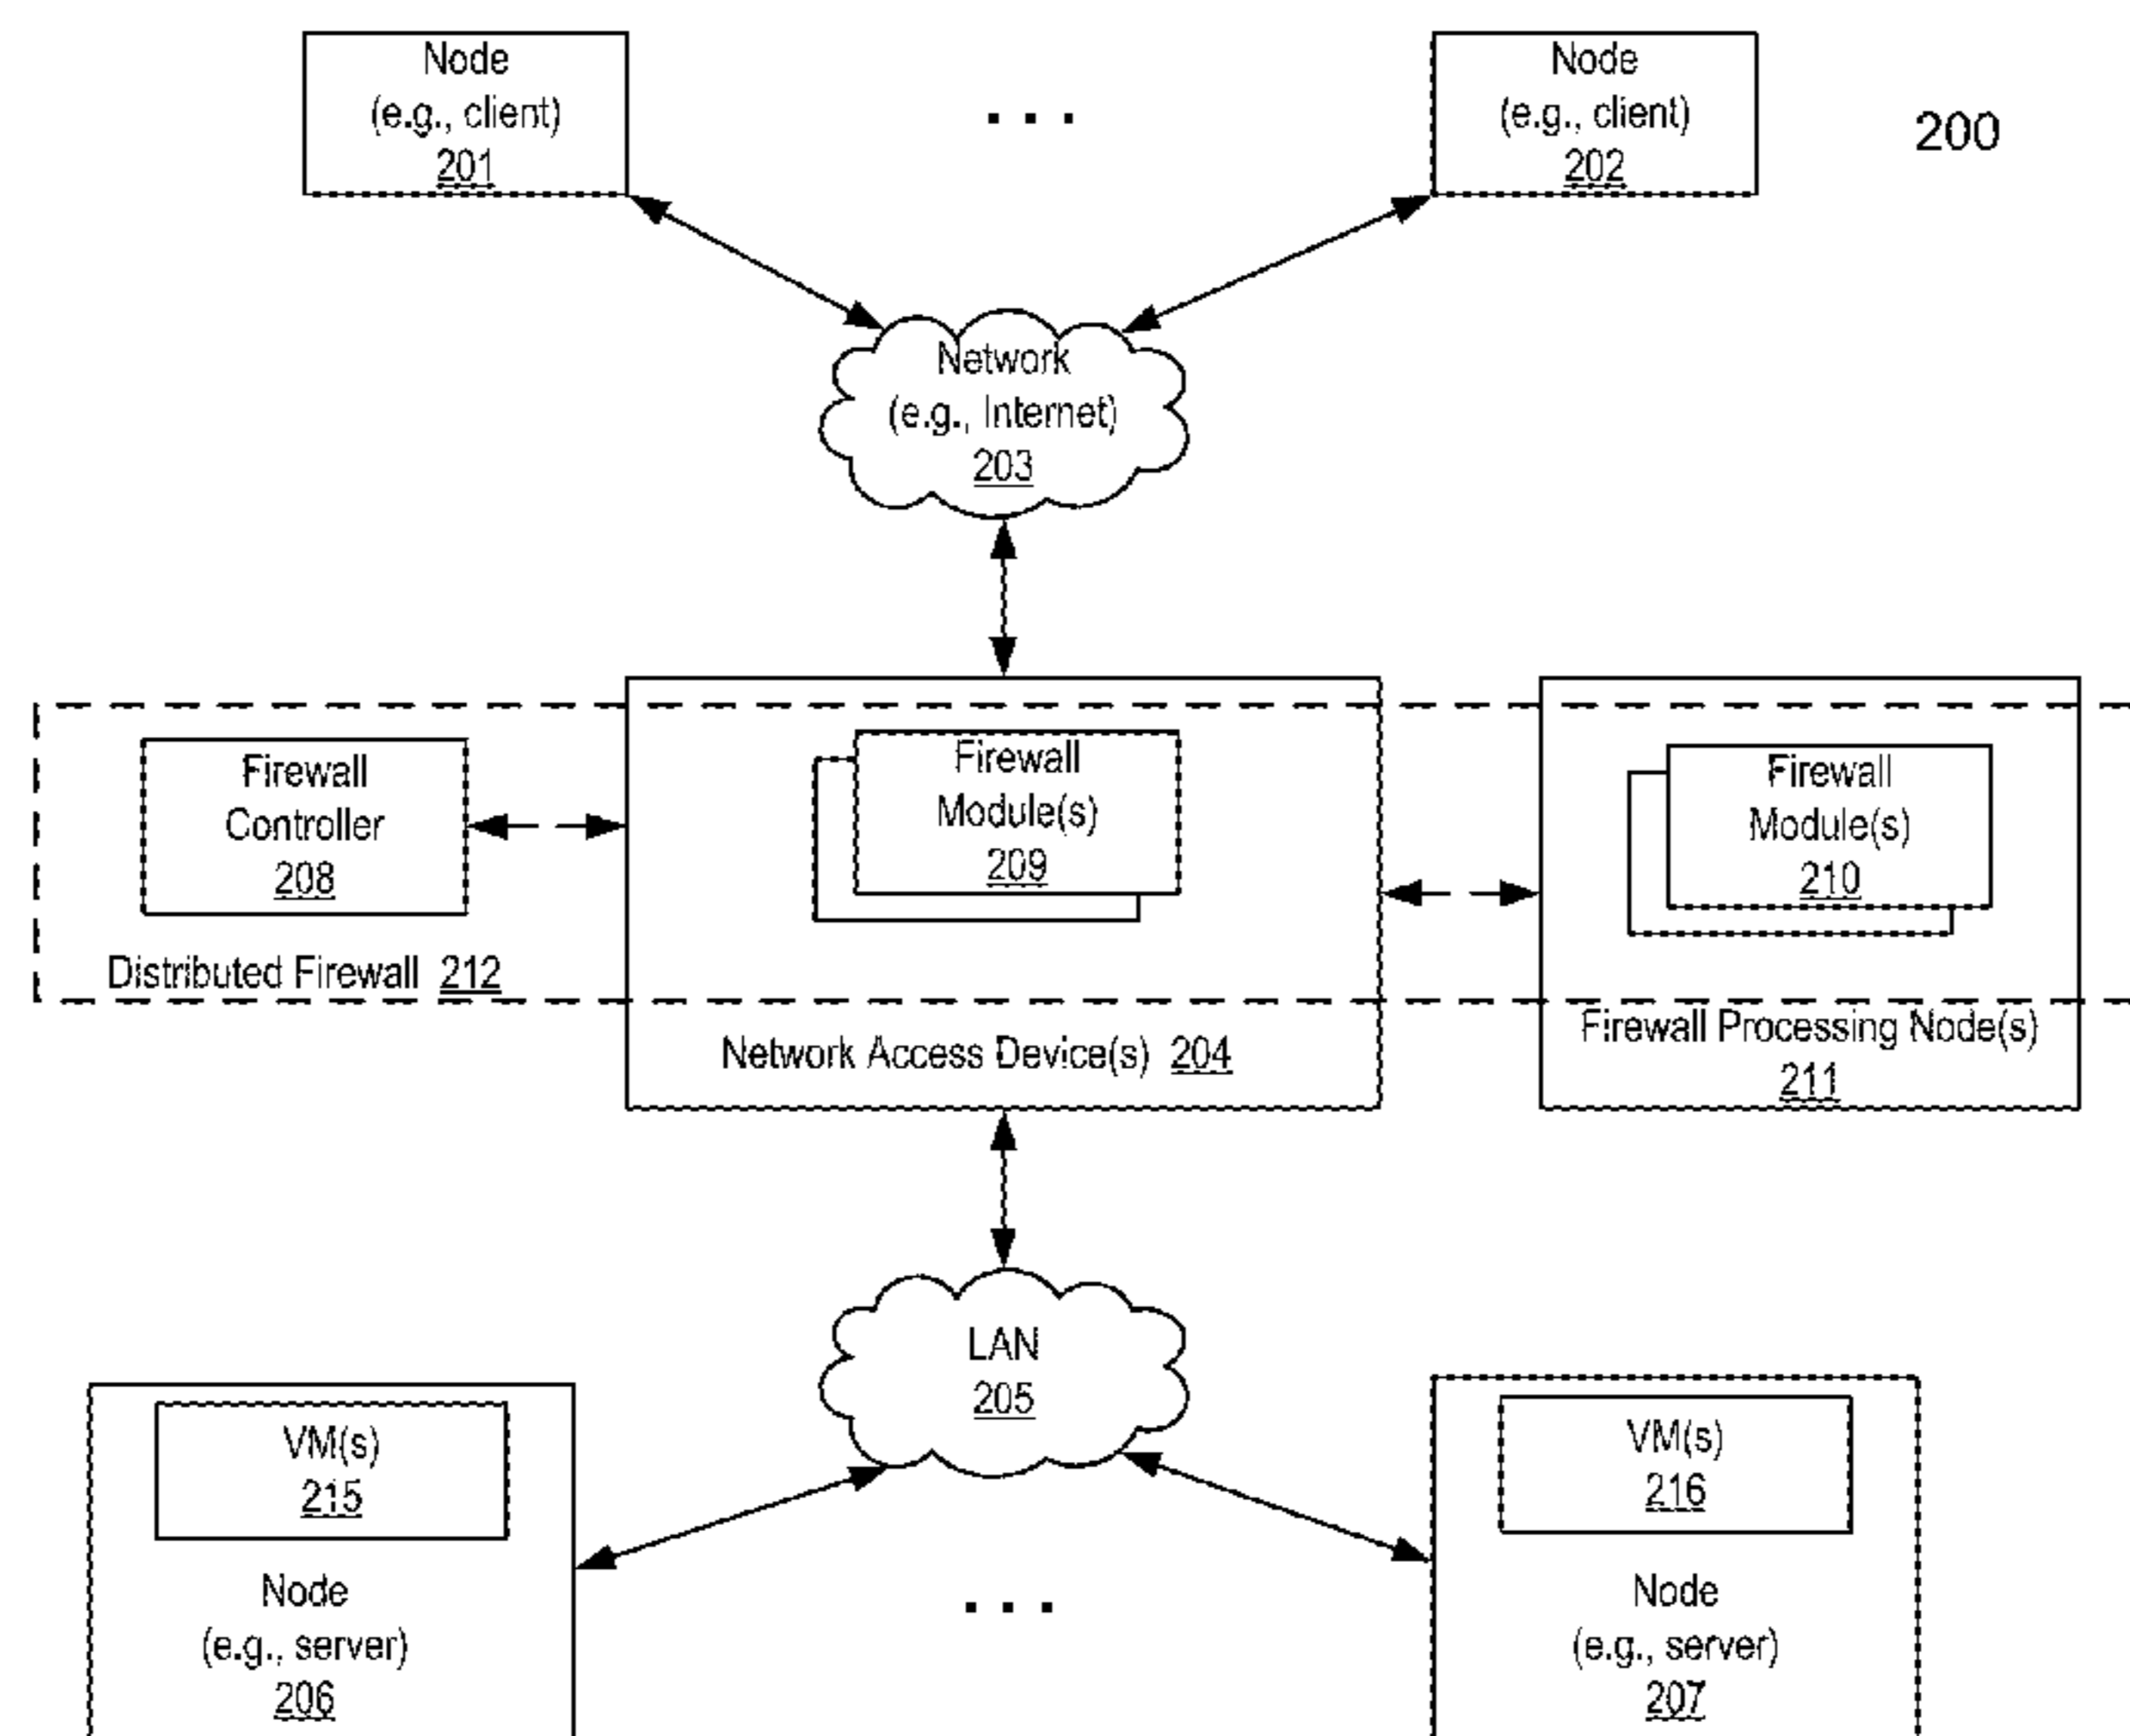 Node
(e.g., client)
201
. . .
Node
(e.g., client)
202
200
Network
(e.g., Internet)
203
Firewall
Controller
208
Distributed Firewall 212
Firewall
Module(s)
209
Network Access Device(s) 204
Firewall
Module(s)
210
Firewall Processing Node(s)
211
LAN
205
VM(s)
215
Node
(e.g., server)
206
. . .
VM(s)
216
Node
(e.g., server)
207